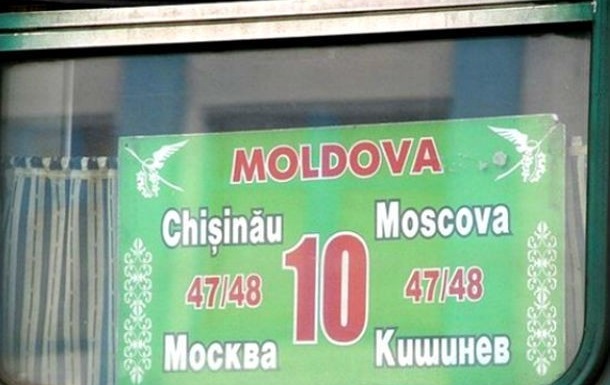 MOLDOVA
Chișinău Moscova
47/48 10 47/48
Москва Кишинев